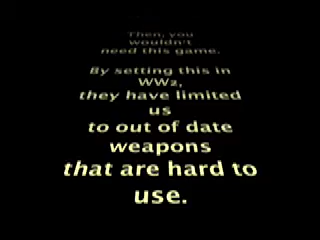 Then, you
wouldn't
need this game.
By setting this in
WW2,
they have limited
us
to out of date
weapons
that are hard to
use.